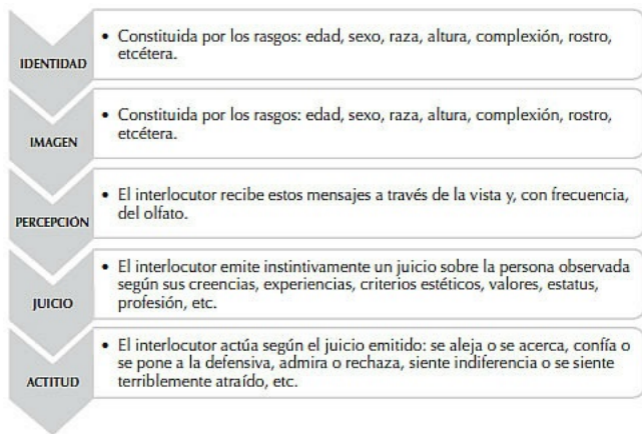 IDENTIDAD
• Constituida por los rasgos: edad, sexo, raza, altura, complexión, rostro,
etcétera.
IMAGEN
• Constituida por los rasgos: edad, sexo, raza, altura, complexión, rostro,
etcétera.
PERCEPCIÓN
• El interlocutor recibe estos mensajes a través de la vista y, con frecuencia,
del olfato.
JUICIO
• El interlocutor emite instintivamente un juicio sobre la persona observada
según sus creencias, experiencias, criterios estéticos, valores, estatus,
profesión, etc.
ACTITUD
• El interlocutor actúa según el juicio emitido: se aleja o se acerca, confía o
se pone a la defensiva, admira o rechaza, siente indiferencia o se siente
terriblemente atraído, etc.